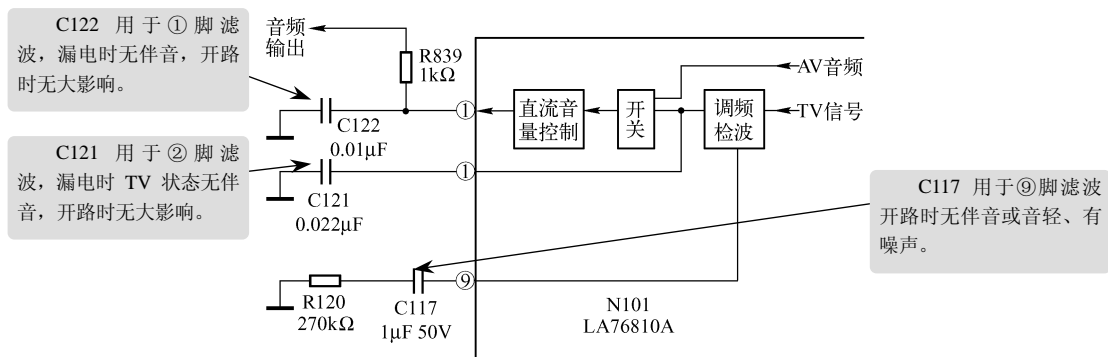 C122 用于①脚滤
波，漏电时无伴音，开路
时无大影响。
音频
输出
R839
1kΩ
AV音频
①
直流音
量控制
开
关
调频
检波
TV信号
C122
0.01μF
C121 用于②脚滤
波，漏电时 TV 状态无伴
音，开路时无大影响。
①
C121
0.022μF
C117 用于⑨脚滤波
开路时无伴音或音轻、有
噪声。
⑨
R120
270kΩ
C117
1μF 50V
N101
LA76810A